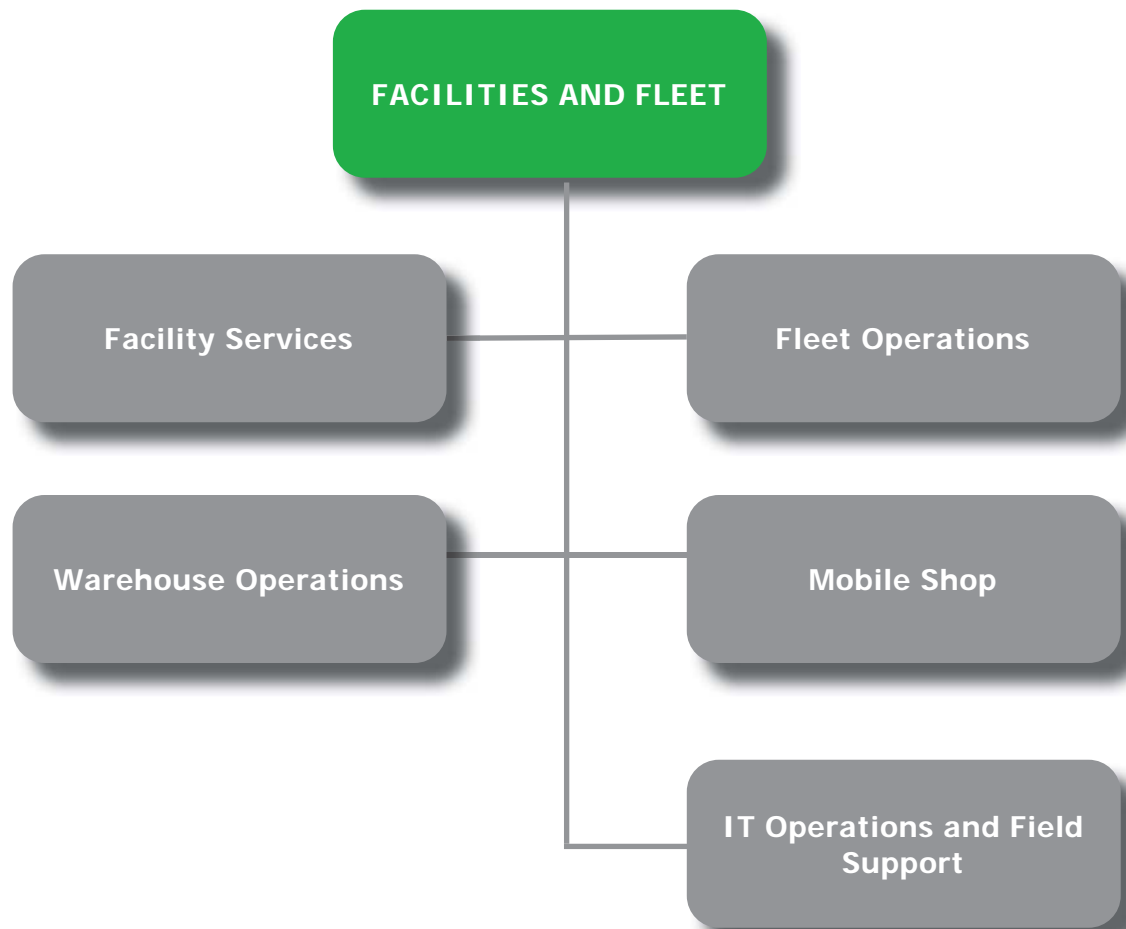 FACILITIES AND FLEET
Facility Services
Fleet Operations
Warehouse Operations
Mobile Shop
IT Operations and Field
Support